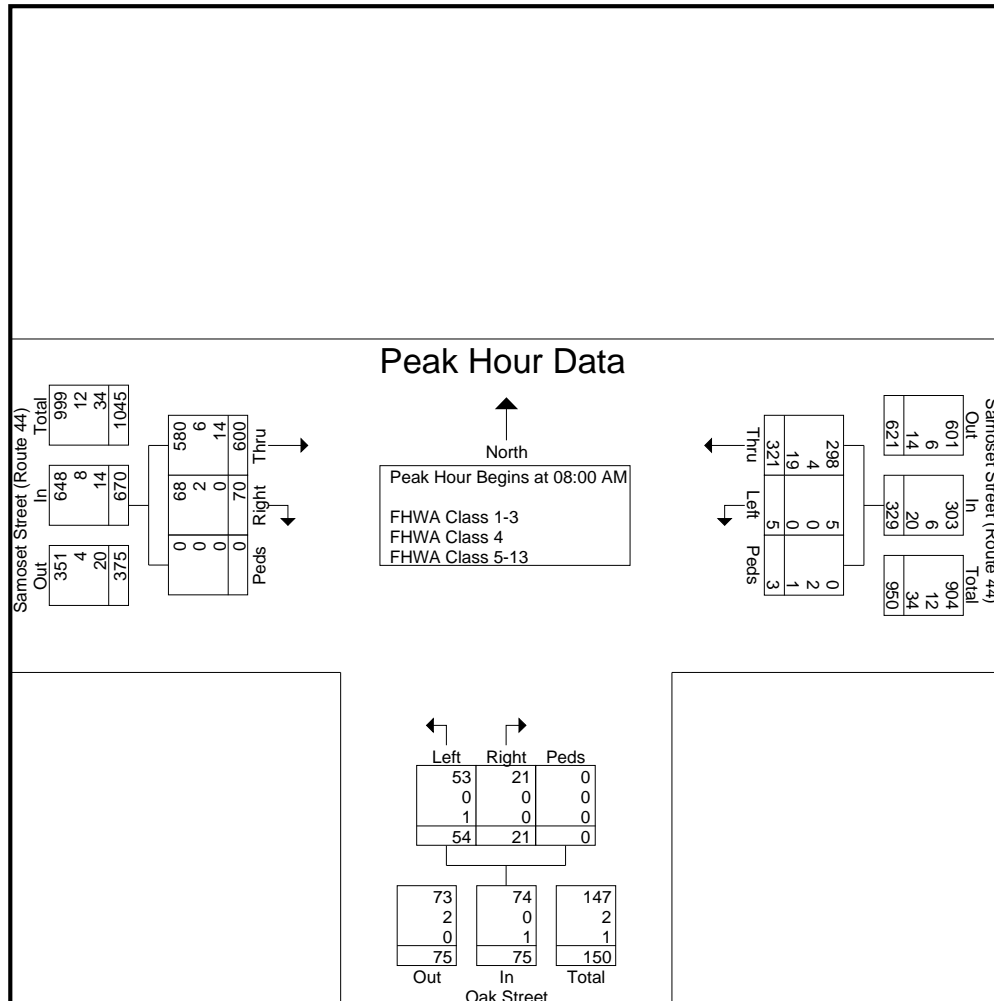 Peak Hour Data
North
Peak Hour Begins at 08:00 AM
FHWA Class 1-3
FHWA Class 4
FHWA Class 5-13
Samoset Street (Route 44)
Total In Out
999 648 351
12 8 4
34 14 20
1045 670 375
Thru Right Peds
580 68 0
6 2 0
14 0 0
600 70 0
Samoset Street (Route 44)
Out In Total
601 303 904
6 6 12
14 20 34
621 329 950
Thru Left Peds
298 5 0
4 0 2
19 0 1
321 5 3
Left Right Peds
53 21 0
0 0 0
1 0 0
54 21 0
73 74 147
2 0 2
0 1 1
75 75 150
Out In Total
Oak Street